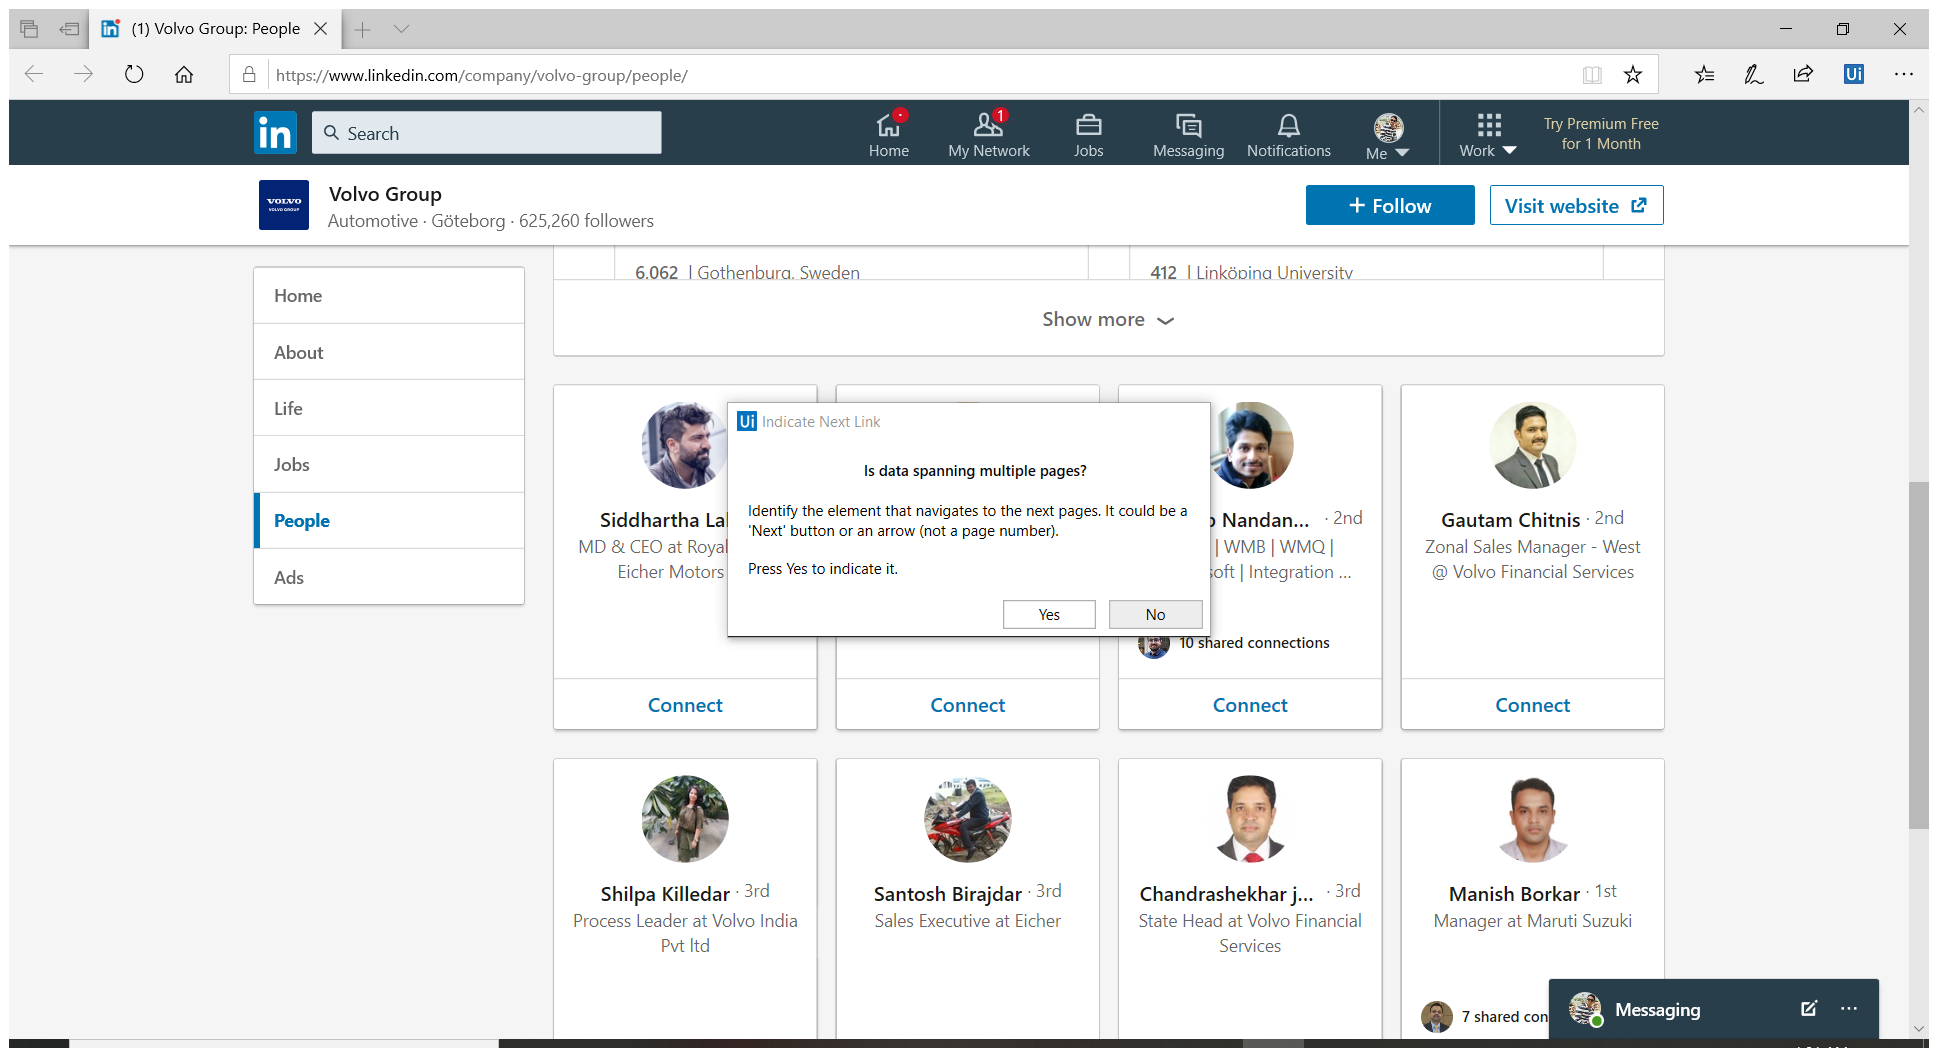 (1) Volvo Group: People
https://www.linkedin.com/company/volvo-group/people/
Ui
in
Search
Home
1
My Network
Jobs
Messaging
Notifications
Me
Work
Try Premium Free
for 1 Month
VOLVO
VOLVO GROUP
Volvo Group
Automotive · Göteborg · 625,260 followers
+ Follow
Visit website
Home
About
Life
Jobs
People
Ads
6,062 | Gothenburg, Sweden
412 | Linköping University
Show more
Ui Indicate Next Link
Is data spanning multiple pages?
Identify the element that navigates to the next pages. It could be a
'Next' button or an arrow (not a page number).
Press Yes to indicate it.
Yes
No
Siddhartha
MD & CEO at Royal
Eicher Motors
Connect
Connect
Nandan... · 2nd
| WMB | WMQ |
| Integration ...
10 shared connections
Connect
Gautam Chitnis · 2nd
Zonal Sales Manager - West
@ Volvo Financial Services
Connect
Shilpa Killedar · 3rd
Process Leader at Volvo India
Pvt ltd
Santosh Birajdar · 3rd
Sales Executive at Eicher
Chandrashekhar j... · 3rd
State Head at Volvo Financial
Services
Manish Borkar · 1st
Manager at Maruti Suzuki
7 shared con
Messaging